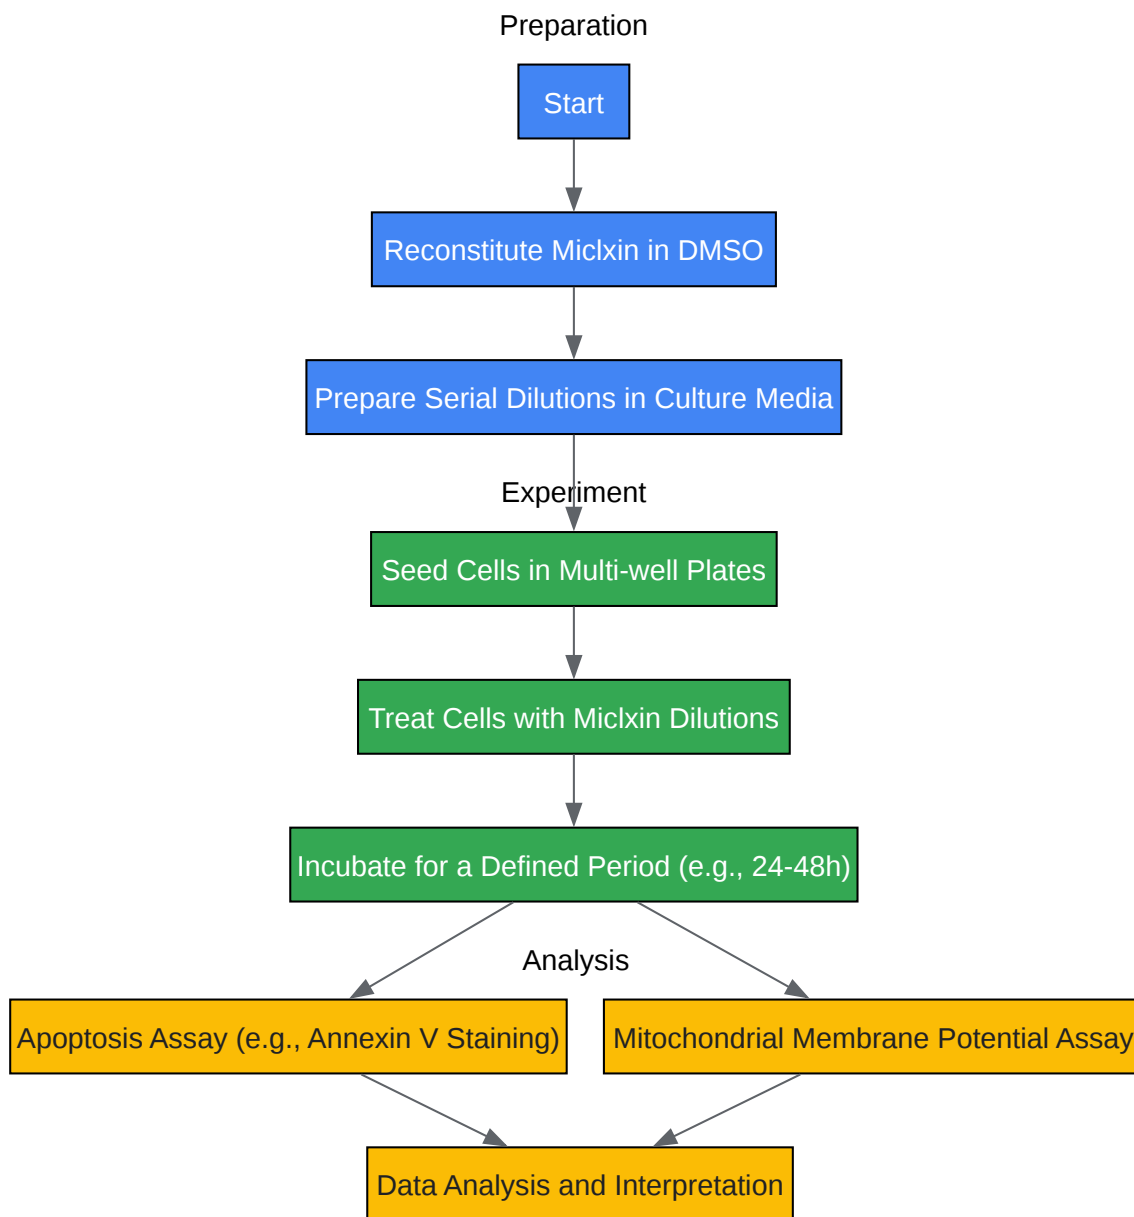 Preparation
Start
Reconstitute Miclxin in DMSO
Prepare Serial Dilutions in Culture Media
Experiment
Seed Cells in Multi-well Plates
Treat Cells with Miclxin Dilutions
Incubate for a Defined Period (e.g., 24-48h)
Analysis
Apoptosis Assay (e.g., Annexin V Staining)
Mitochondrial Membrane Potential Assay
Data Analysis and Interpretation